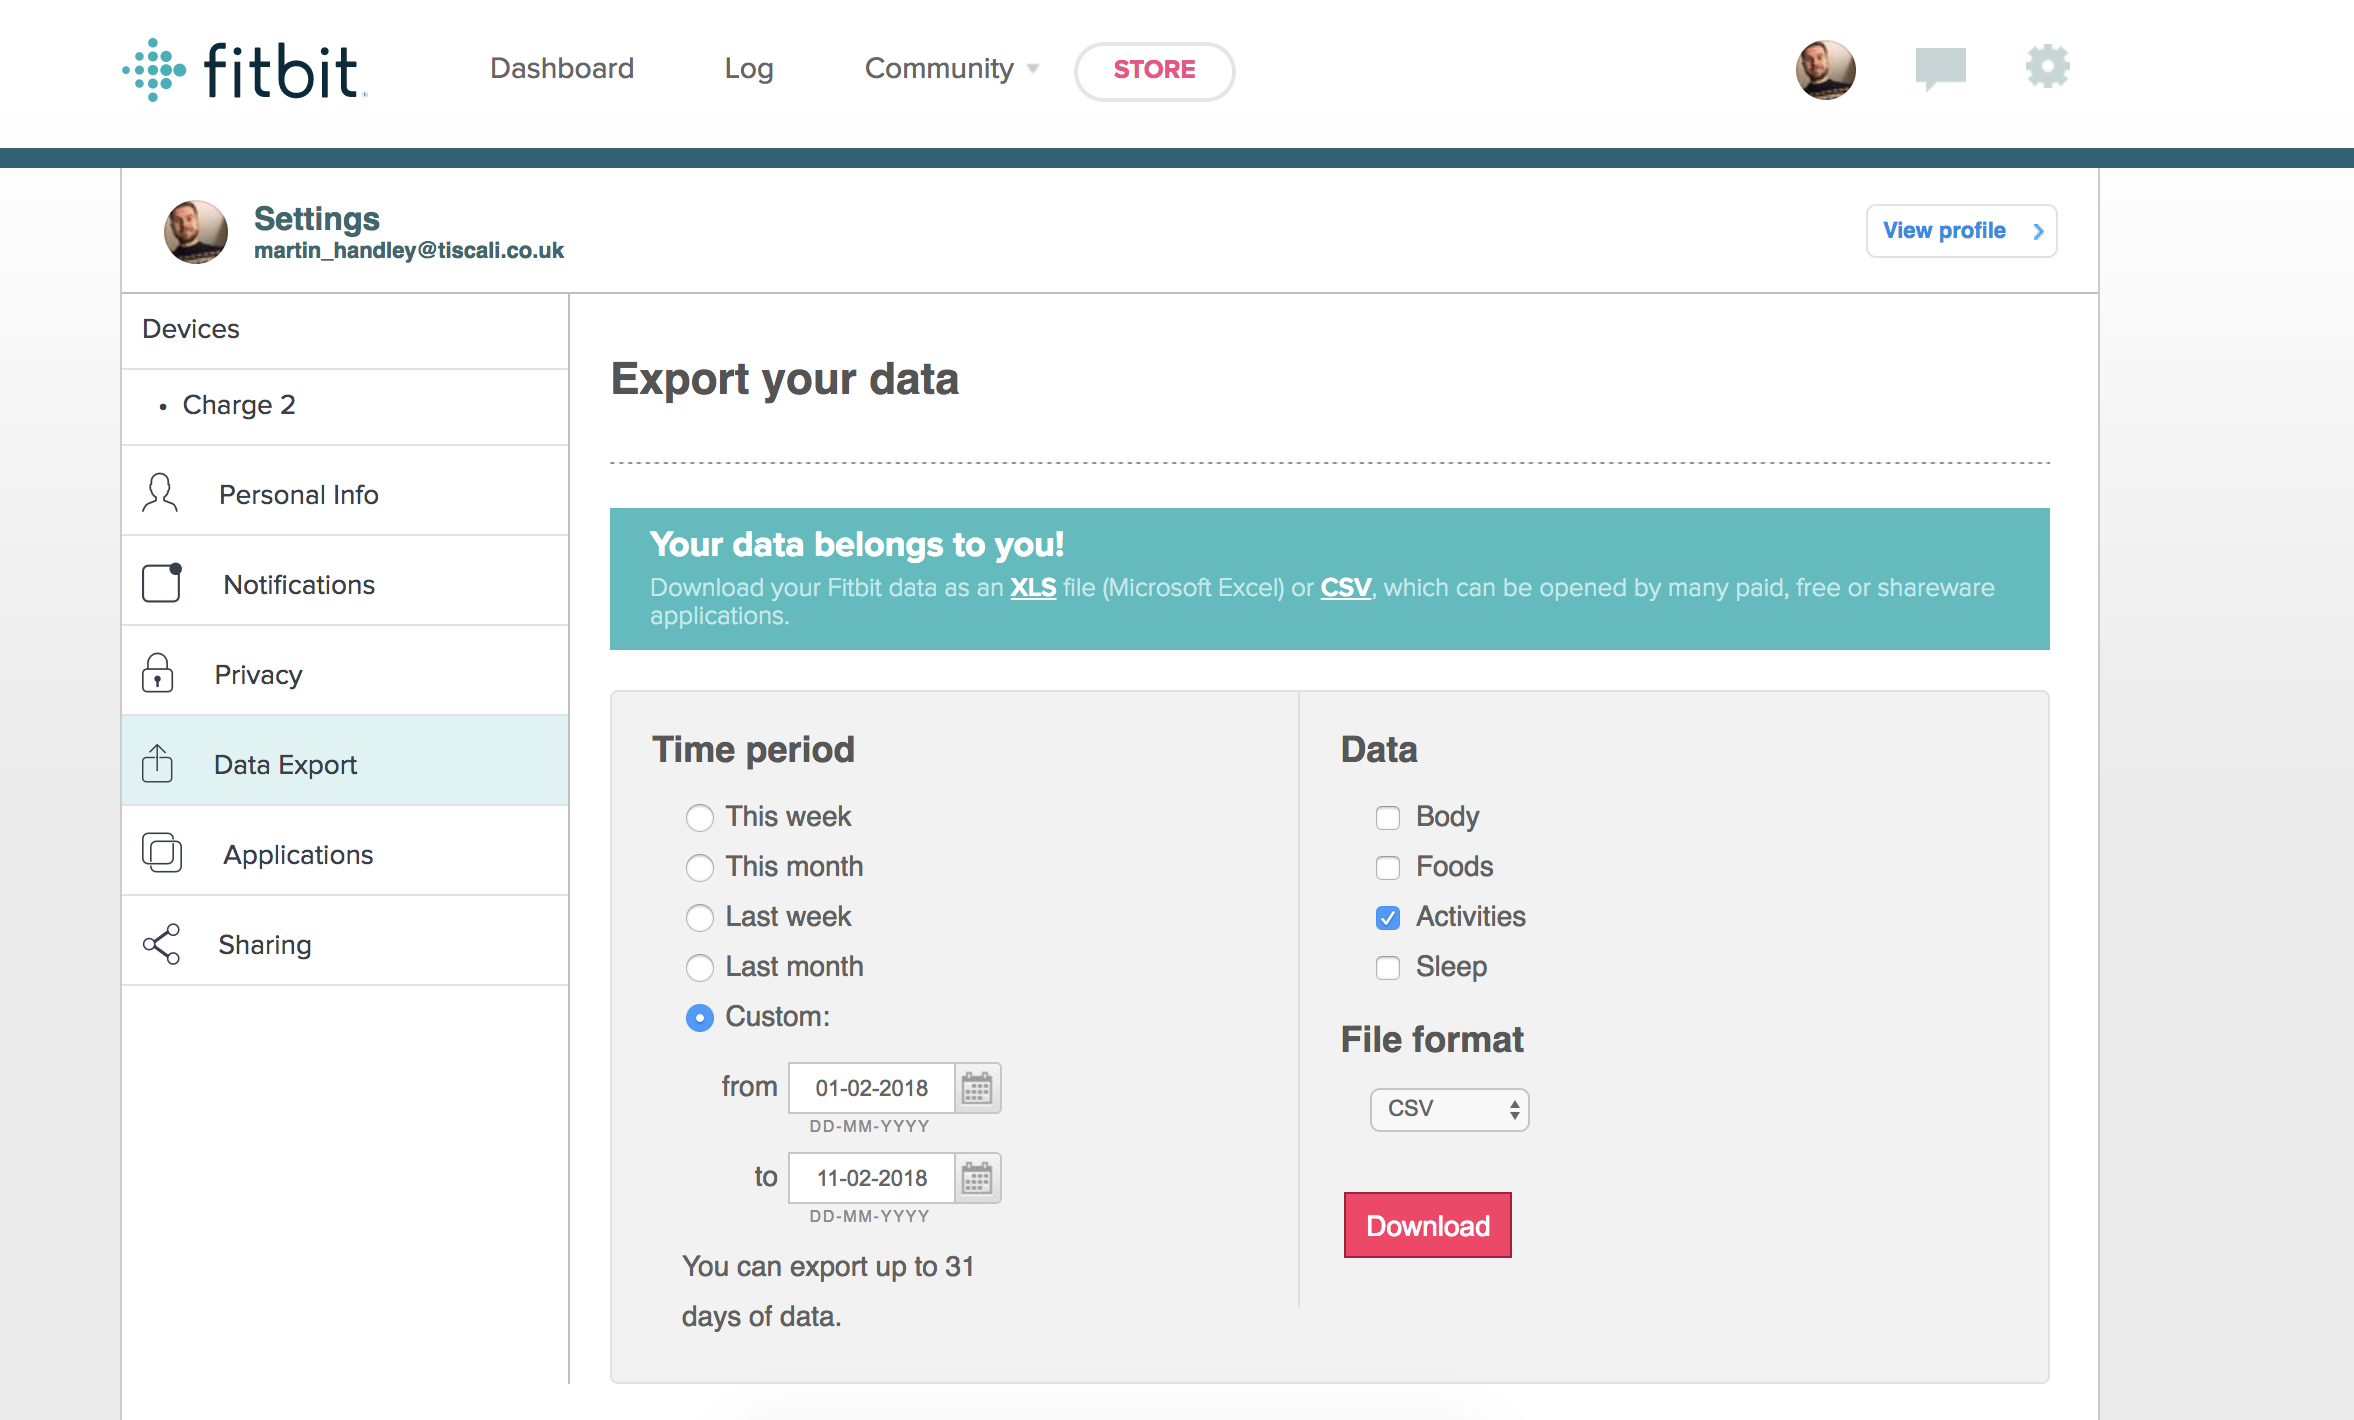 fitbit
Dashboard
Log
Community
STORE
Settings
martin_handley@tiscali.co.uk
View profile
Devices
• Charge 2
Personal Info
Notifications
Privacy
Data Export
Applications
Sharing
Export your data
Your data belongs to you!
Download your Fitbit data as an XLS file (Microsoft Excel) or CSV, which can be opened by many paid, free or shareware
applications.
Time period
This week
This month
Last week
Last month
Custom:
from 01-02-2018
DD-MM-YYYY
to 11-02-2018
DD-MM-YYYY
You can export up to 31
days of data.
Data
Body
Foods
Activities
Sleep
File format
CSV
Download